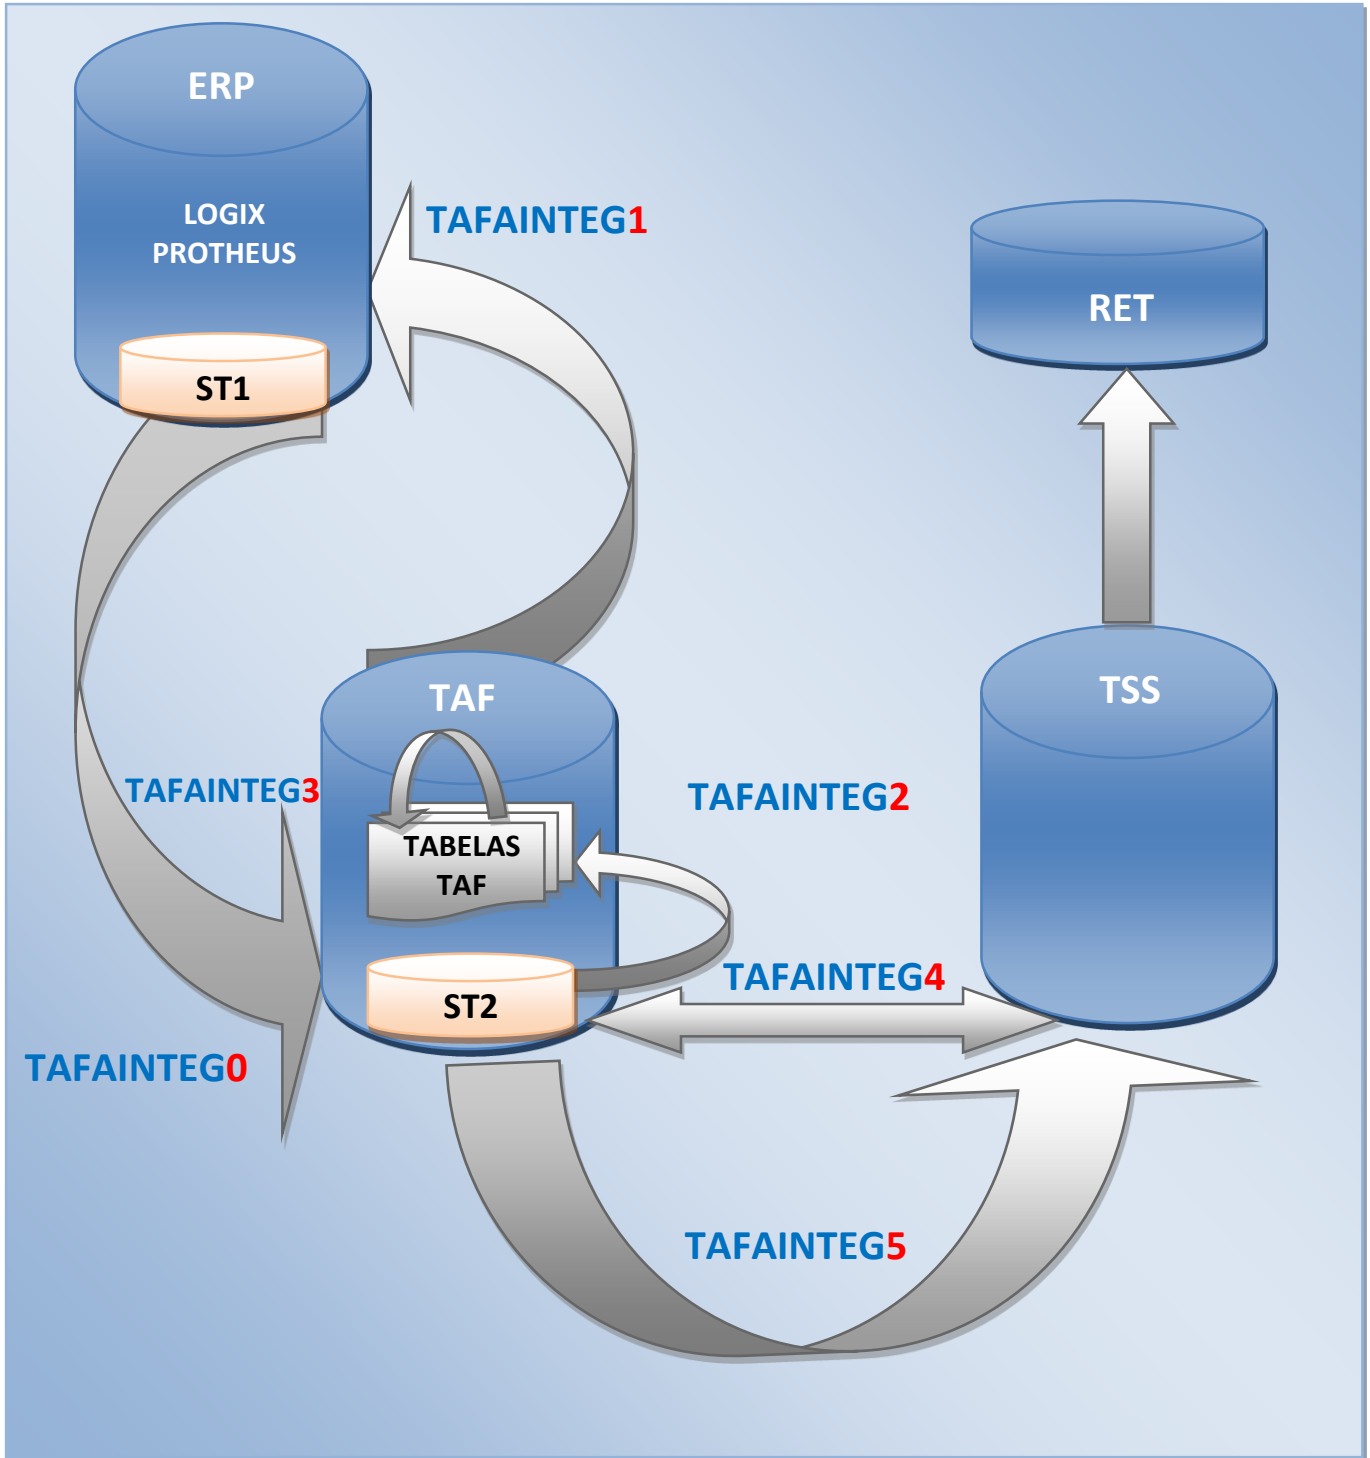 ERP
LOGIX
PROTHEUS
ST1
TAFAINTEG1
RET
TAF
TSS
TAFAINTEG3
TAFAINTEG2
TABELAS
TAF
TAFAINTEG4
ST2
TAFAINTEG0
TAFAINTEG5